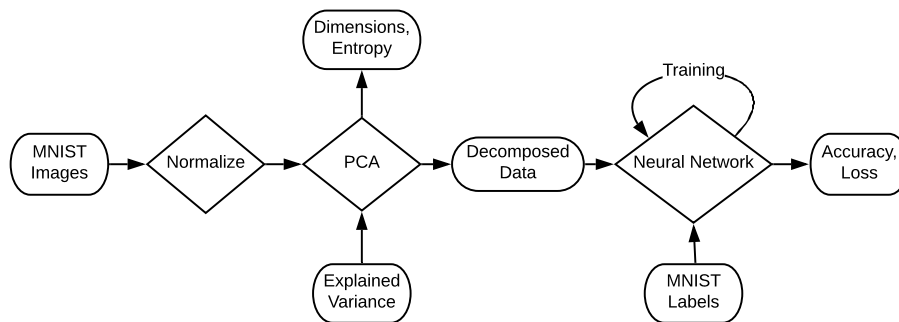 Dimensions,
Entropy
Training
MNIST
Images
Normalize
PCA
Decomposed
Data
Neural Network
Accuracy,
Loss
Explained
Variance
MNIST
Labels